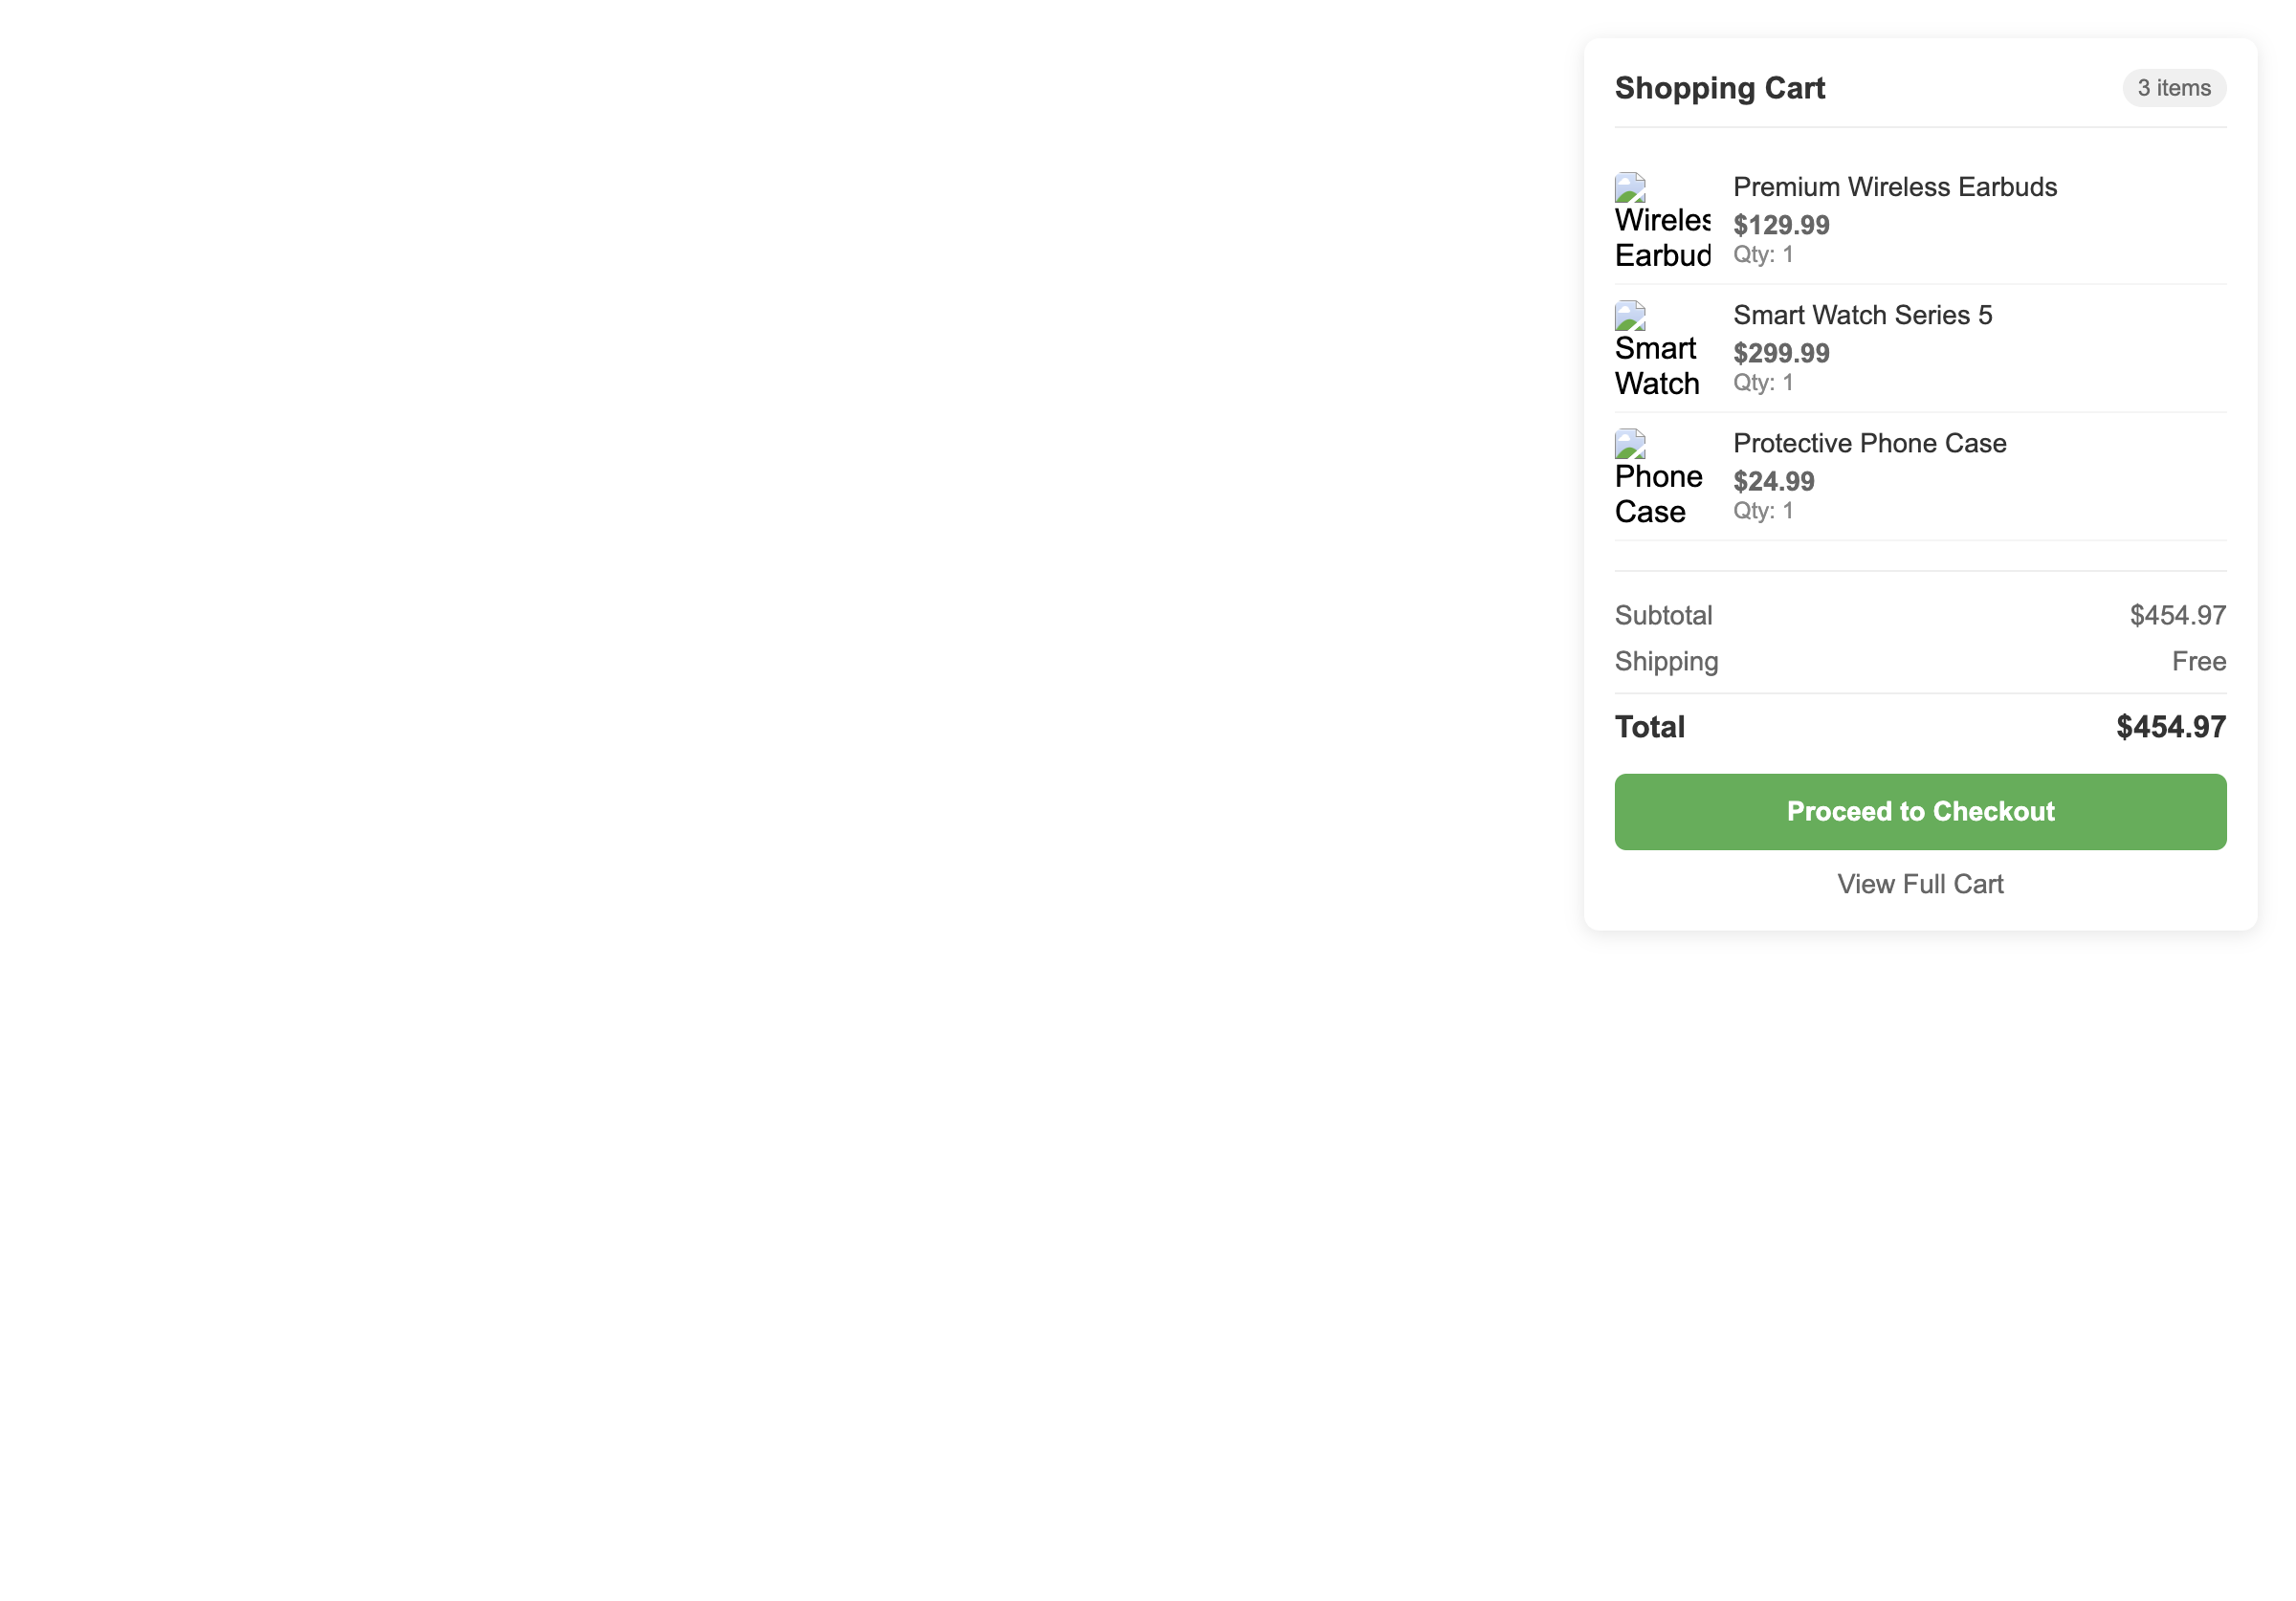 Shopping Cart
3 items
Wireles
Earbud
Premium Wireless Earbuds
$129.99
Qty: 1
Smart
Watch
Smart Watch Series 5
$299.99
Qty: 1
Phone
Case
Protective Phone Case
$24.99
Qty: 1
Subtotal $454.97
Shipping Free
Total $454.97
Proceed to Checkout
View Full Cart